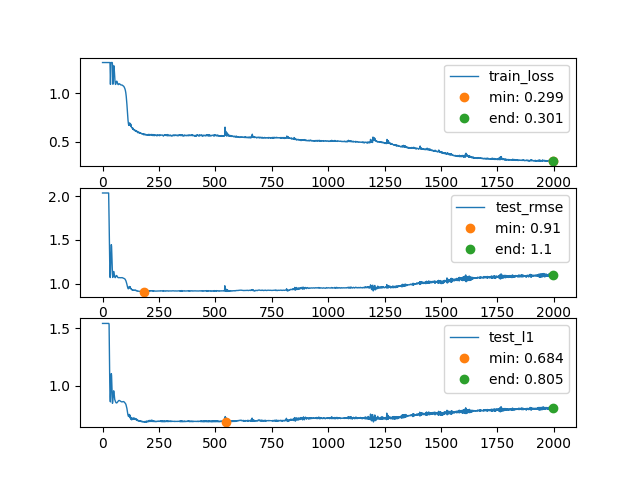 train_loss
min: 0.299
end: 0.301
1.0
0.5
0 250 500 750 1000 1250 1500 1750 2000
test_rmse
min: 0.91
end: 1.1
2.0
1.5
1.0
0 250 500 750 1000 1250 1500 1750 2000
test_l1
min: 0.684
end: 0.805
1.5
1.0
0 250 500 750 1000 1250 1500 1750 2000